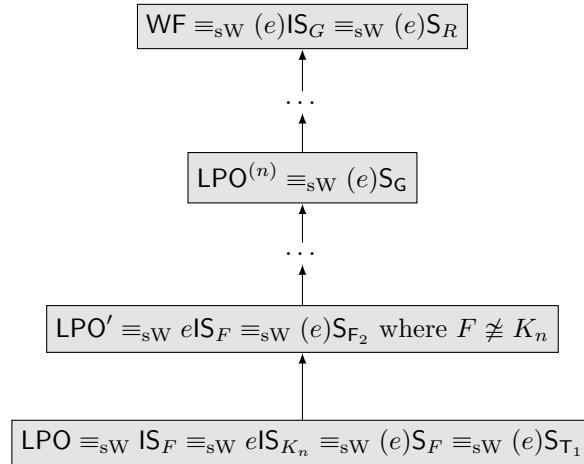 WF ≡sW (e)IS_G ≡sW (e)S_R
...
LPO^(n) ≡sW (e)S_G
...
LPO′ ≡sW eIS_F ≡sW (e)S_F₂ where F ≇ K_n
LPO ≡sW IS_F ≡sW eIS_K_n ≡sW (e)S_F ≡sW (e)S_T₁